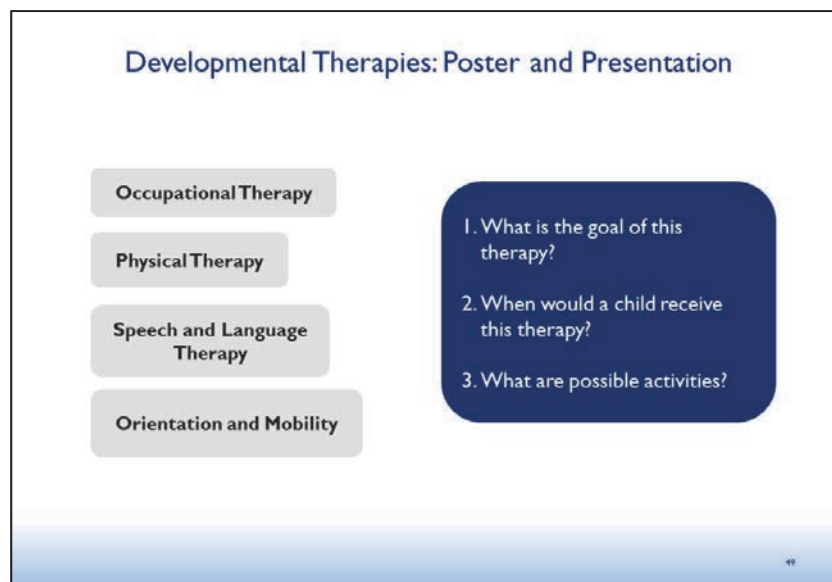 Developmental Therapies: Poster and Presentation
Occupational Therapy
Physical Therapy
Speech and Language
Therapy
Orientation and Mobility
1. What is the goal of this
therapy?
2. When would a child receive
this therapy?
3. What are possible activities?
49